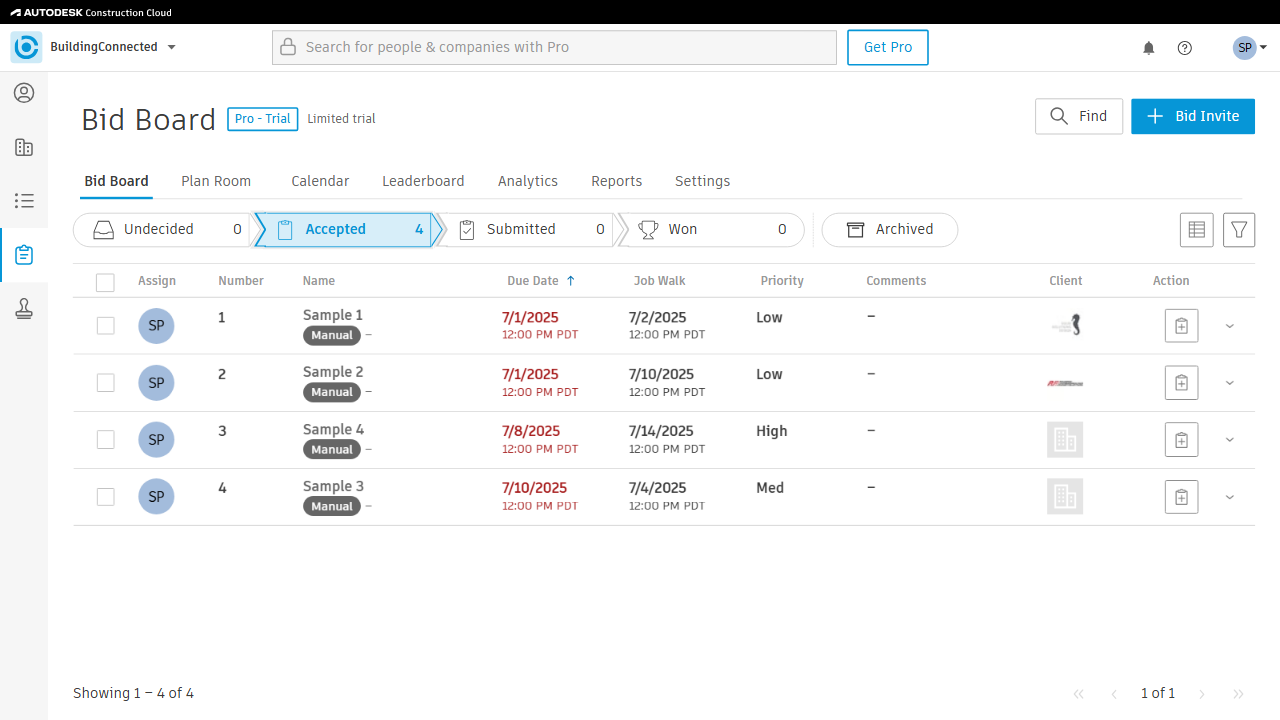 AUTODESK Construction Cloud
BuildingConnected
Search for people & companies with Pro
Get Pro
SP
Bid Board
Pro - Trial
Limited trial
Find
Bid Invite
Bid Board Plan Room Calendar Leaderboard Analytics Reports Settings
Undecided 0 Accepted 4 Submitted 0 Won 0 Archived
Assign Number Name Due Date Job Walk Priority Comments Client Action
SP 1 Sample 1 7/1/2025 7/2/2025 Low –
Manual – 12:00 PM PDT 12:00 PM PDT
SP 2 Sample 2 7/1/2025 7/10/2025 Low –
Manual – 12:00 PM PDT 12:00 PM PDT
SP 3 Sample 4 7/8/2025 7/14/2025 High –
Manual – 12:00 PM PDT 12:00 PM PDT
SP 4 Sample 3 7/10/2025 7/4/2025 Med –
Manual – 12:00 PM PDT 12:00 PM PDT
Showing 1 – 4 of 4
1 of 1